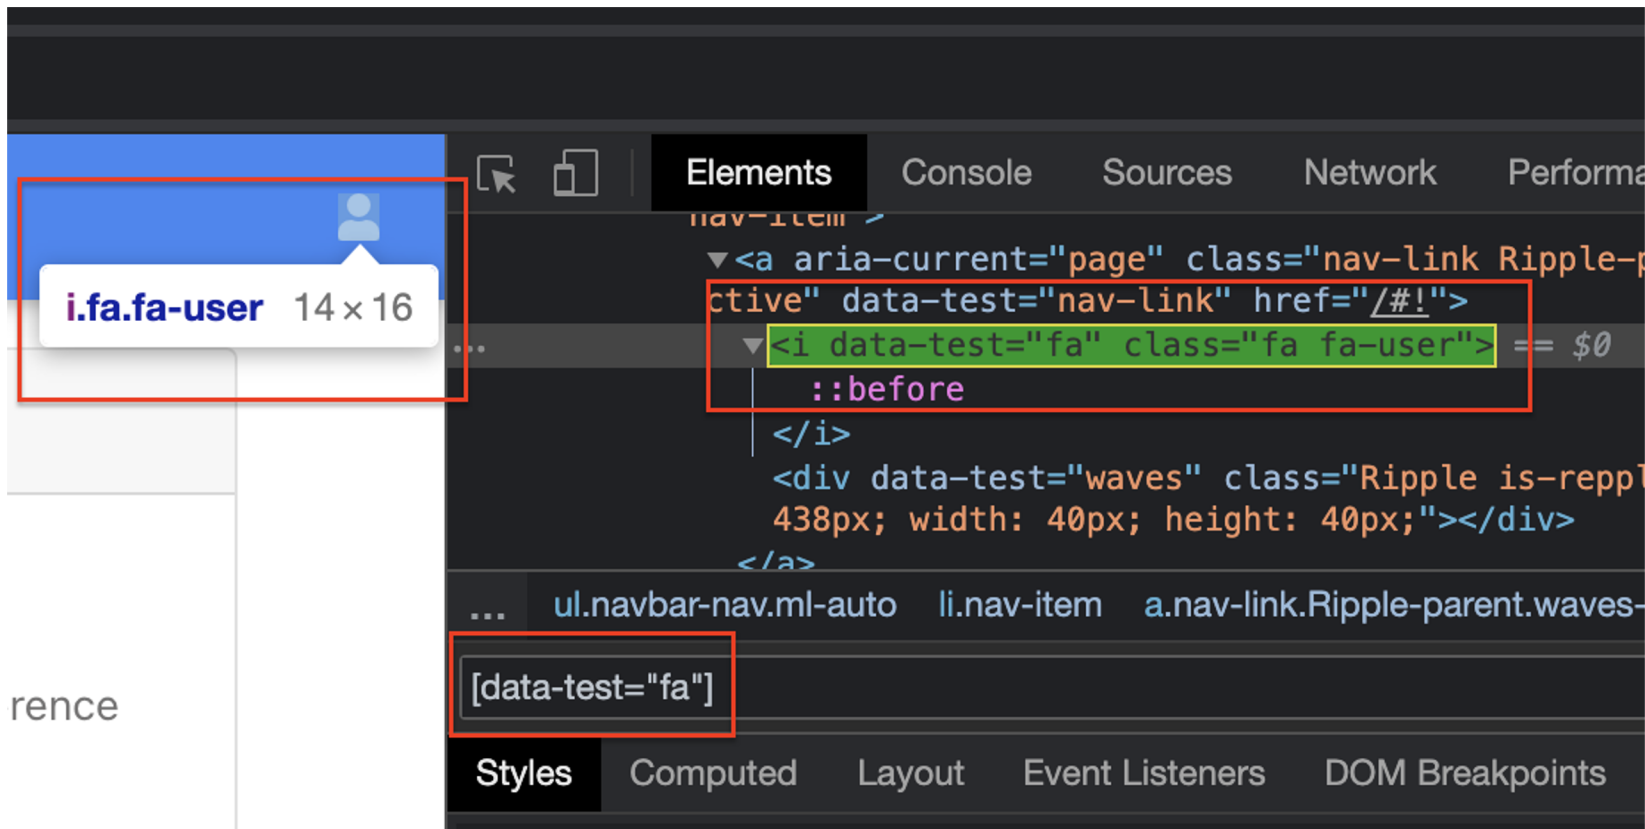 Elements Console Sources Network Performa
nav-item">
▼<a aria-current="page" class="nav-link Ripple-p
ctive" data-test="nav-link" href="/#!">
i.fa.fa-user 14×16
… ▼<i data-test="fa" class="fa fa-user"> == $0
::before
</i>
<div data-test="waves" class="Ripple is-reppl
438px; width: 40px; height: 40px;"></div>
</a>
… ul.navbar-nav.ml-auto li.nav-item a.nav-link.Ripple-parent.waves-
[data-test="fa"]
rence
Styles Computed Layout Event Listeners DOM Breakpoints